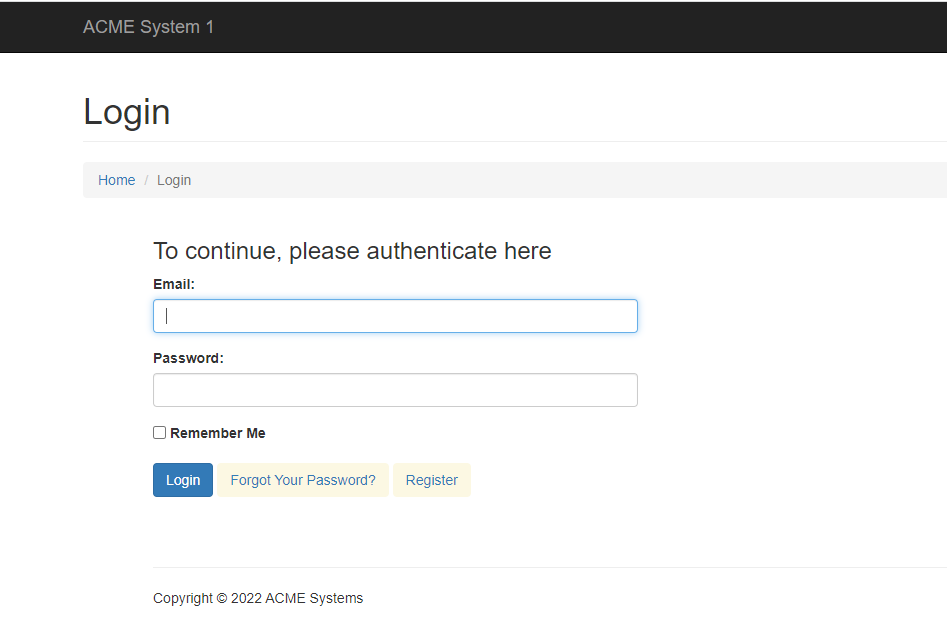 ACME System 1
Login
Home / Login
To continue, please authenticate here
Email:
Password:
Remember Me
Login Forgot Your Password? Register
Copyright © 2022 ACME Systems